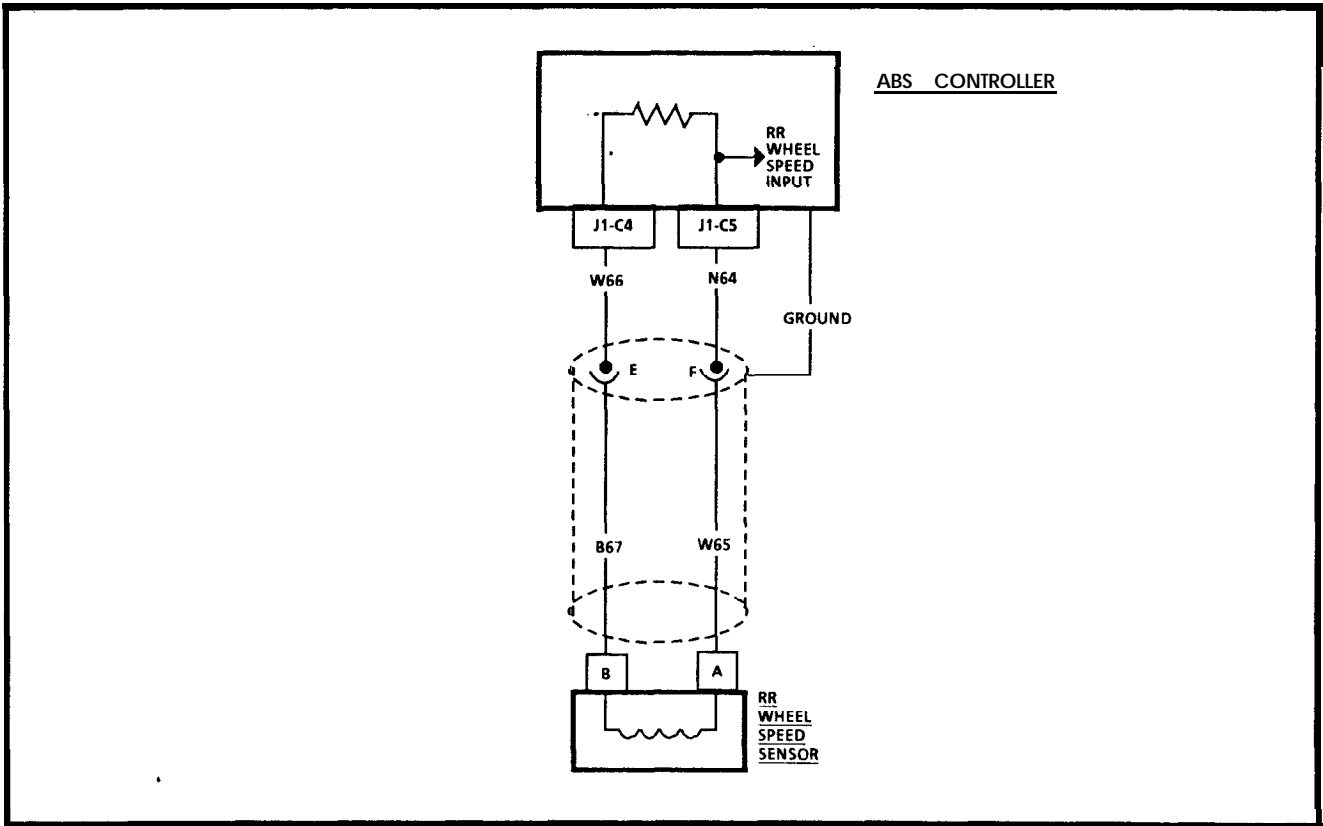 ABS CONTROLLER
RR
WHEEL
SPEED
INPUT
J1-C4
J1-C5
W66
N64
GROUND
E
F
B67
W65
B
A
RR
WHEEL
SPEED
SENSOR